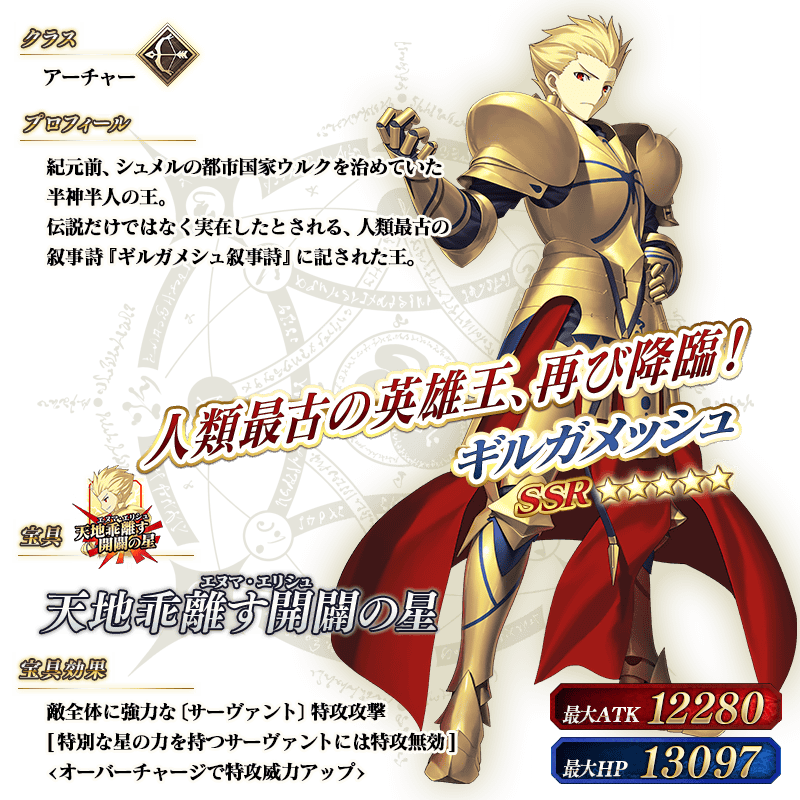 クラス
アーチャー
プロフィール
紀元前、シュメルの都市国家ウルクを治めていた
半神半人の王。
伝説だけではなく実在したとされる、人類最古の
叙事詩『ギルガメシュ叙事詩』に記された王。
人類最古の英雄王、再び降臨！
ギルガメッシュ
SSR ★★★★★
宝具
エヌマ・エリシュ
天地乖離す
開闢の星
エヌマ・エリシュ
天地乖離す開闢の星
宝具効果
敵全体に強力な〔サーヴァント〕特攻攻撃
[特別な星の力を持つサーヴァントには特攻無効]
<オーバーチャージで特攻威力アップ>
最大ATK 12280
最大HP 13097